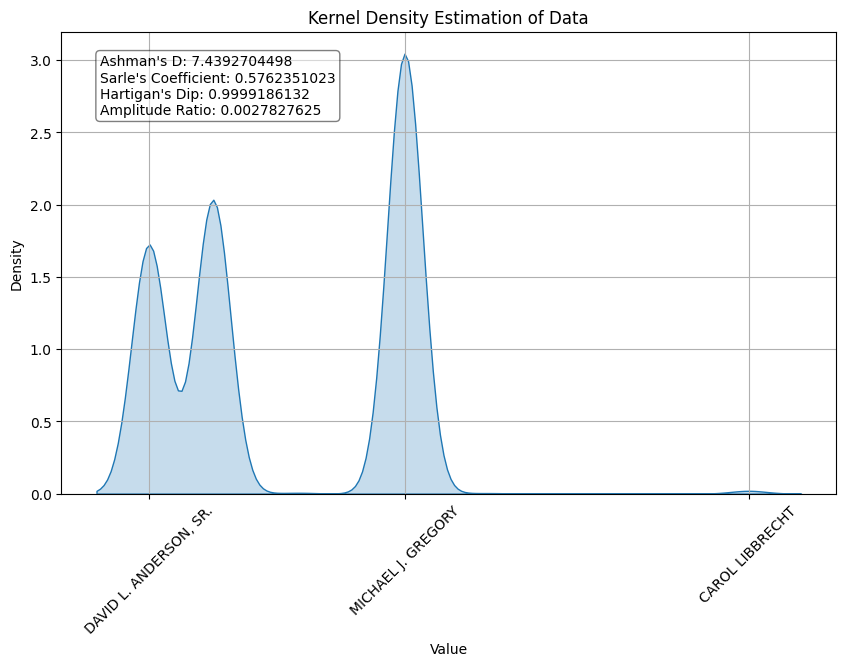 Kernel Density Estimation of Data
Ashman's D: 7.4392704498
Sarle's Coefficient: 0.5762351023
Hartigan's Dip: 0.9999186132
Amplitude Ratio: 0.0027827625
3.0
2.5
2.0
1.5
1.0
0.5
0.0
Density
DAVID L. ANDERSON, SR.
MICHAEL J. GREGORY
CAROL LIBBRECHT
Value